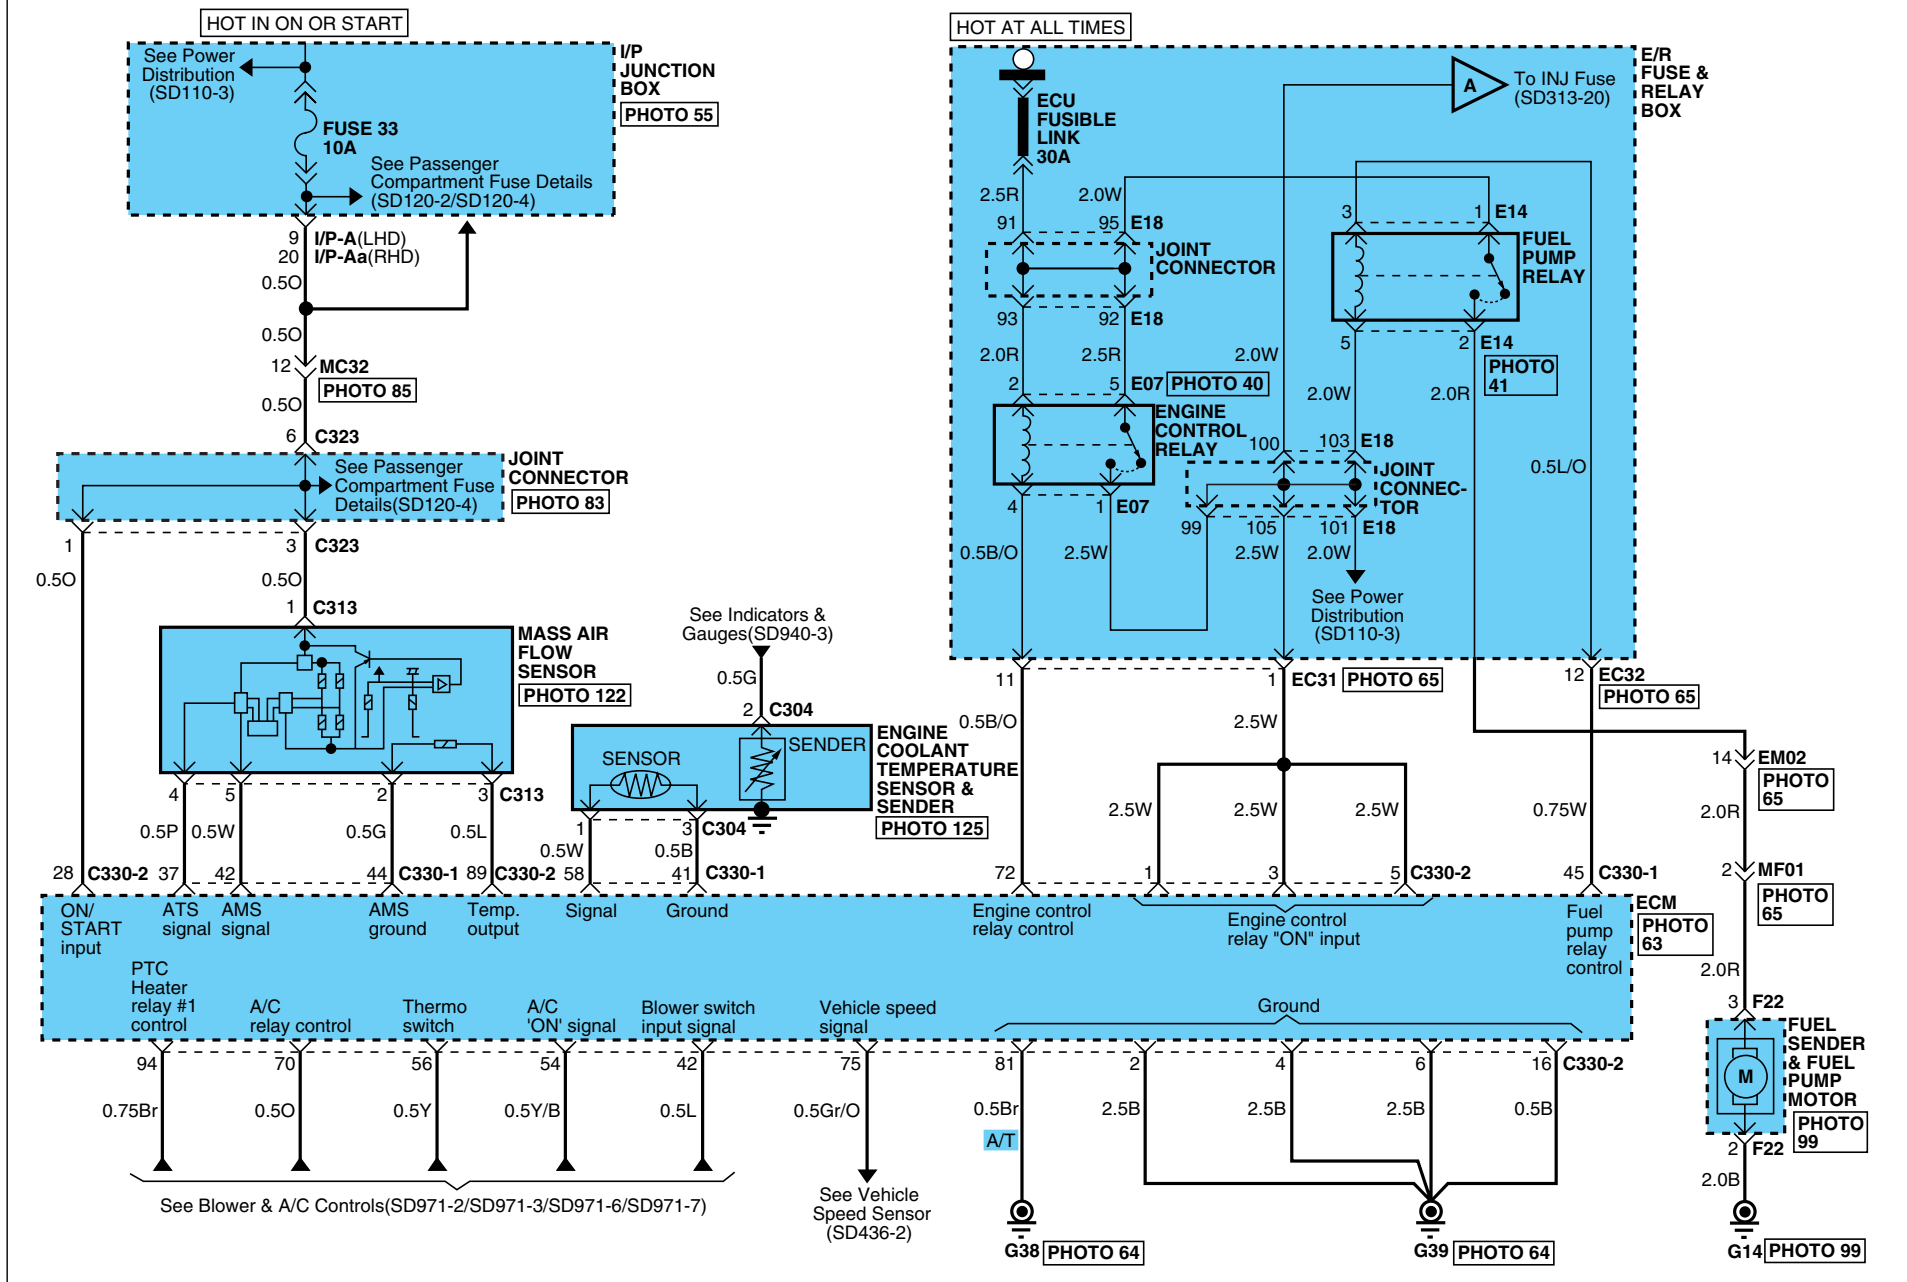 HOT IN ON OR START
See Power
Distribution
(SD110-3)
FUSE 33
10A
See Passenger
Compartment Fuse Details
(SD120-2/SD120-4)
I/P
JUNCTION
BOX
PHOTO 55
9 I/P-A(LHD)
20 I/P-Aa(RHD)
0.5O
0.5O
12 MC32
PHOTO 85
0.5O
6 C323
See Passenger
Compartment Fuse
Details(SD120-4)
JOINT
CONNECTOR
PHOTO 83
1
3 C323
0.5O
0.5O
1 C313
MASS AIR
FLOW
SENSOR
PHOTO 122
4
5
2
3 C313
0.5P
0.5W
0.5G
0.5L
See Indicators &
Gauges(SD940-3)
0.5G
2 C304
SENSOR
SENDER
ENGINE
COOLANT
TEMPERATURE
SENSOR &
SENDER
PHOTO 125
1
3 C304
0.5W
0.5B
HOT AT ALL TIMES
ECU
FUSIBLE
LINK
30A
A
To INJ Fuse
(SD313-20)
E/R
FUSE &
RELAY
BOX
2.5R
2.0W
91
95 E18
JOINT
CONNECTOR
93
92 E18
2.0R
2.5R
2.0W
2
5 E07 PHOTO 40
ENGINE
CONTROL
RELAY
4
1 E07
3
1 E14
FUEL
PUMP
RELAY
5
2 E14
PHOTO
41
2.0W
2.0R
100
103 E18
JOINT
CONNEC-
TOR
99
105
101 E18
0.5L/O
0.5B/O
2.5W
2.5W
2.0W
See Power
Distribution
(SD110-3)
11
1 EC31 PHOTO 65
12 EC32
PHOTO 65
0.5B/O
2.5W
2.5W
2.5W
2.5W
0.75W
14 EM02
PHOTO
65
2.0R
2 MF01
PHOTO
65
2.0R
3 F22
FUEL
SENDER
& FUEL
PUMP
MOTOR
M
PHOTO
99
2 F22
2.0B
G14 PHOTO 99
28 C330-2
37
42
44 C330-1
89 C330-2
58
41 C330-1
72
1
3
5 C330-2
45 C330-1
ECM
PHOTO
63
ON/
START
input
ATS
signal
AMS
signal
AMS
ground
Temp.
output
Signal
Ground
Engine control
relay control
Engine control
relay "ON" input
Fuel
pump
relay
control
PTC
Heater
relay #1
control
A/C
relay control
Thermo
switch
A/C
'ON' signal
Blower switch
input signal
Vehicle speed
signal
Ground
94
70
56
54
42
75
81
2
4
6
16 C330-2
0.75Br
0.5O
0.5Y
0.5Y/B
0.5L
0.5Gr/O
0.5Br
2.5B
2.5B
2.5B
0.5B
A/T
See Blower & A/C Controls(SD971-2/SD971-3/SD971-6/SD971-7)
See Vehicle
Speed Sensor
(SD436-2)
G38 PHOTO 64
G39 PHOTO 64